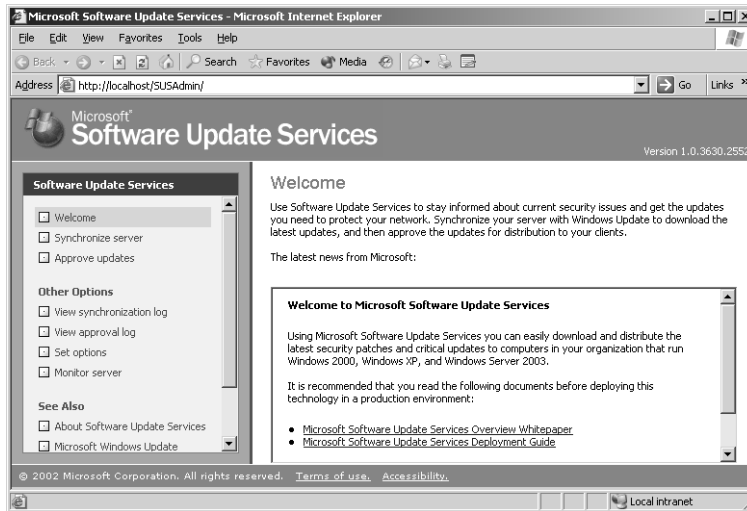 Microsoft Software Update Services - Microsoft Internet Explorer
File Edit View Favorites Tools Help
Back Search Favorites Media
Address http://localhost/SUSAdmin/ Go Links »
Microsoft®
Software Update Services
Version 1.0.3630.2552
Software Update Services
Welcome
Synchronize server
Approve updates
Other Options
View synchronization log
View approval log
Set options
Monitor server
See Also
About Software Update Services
Microsoft Windows Update
Welcome
Use Software Update Services to stay informed about current security issues and get the updates
you need to protect your network. Synchronize your server with Windows Update to download the
latest updates, and then approve the updates for distribution to your clients.
The latest news from Microsoft:
Welcome to Microsoft Software Update Services
Using Microsoft Software Update Services you can easily download and distribute the
latest security patches and critical updates to computers in your organization that run
Windows 2000, Windows XP, and Windows Server 2003.
It is recommended that you read the following documents before deploying this
technology in a production environment:
• Microsoft Software Update Services Overview Whitepaper
• Microsoft Software Update Services Deployment Guide
© 2002 Microsoft Corporation. All rights reserved. Terms of use. Accessibility.
Local intranet